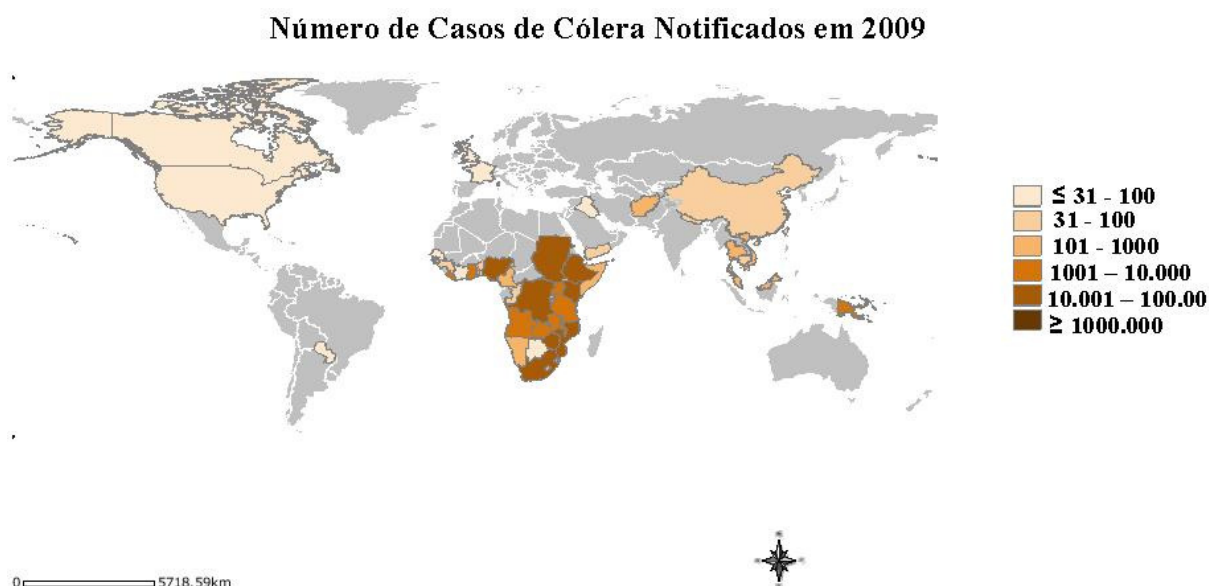 Número de Casos de Cólera Notificados em 2009
≤ 31 - 100
31 - 100
101 - 1000
1001 – 10.000
10.001 – 100.00
≥ 1000.000
0 5718.59km